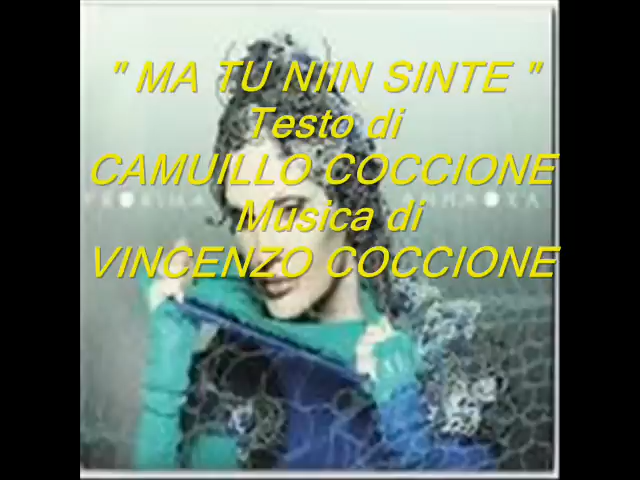 " MA TU NIIN SINTE "
Testo di
CAMUILLO COCCIONE
Musica di
VINCENZO COCCIONE